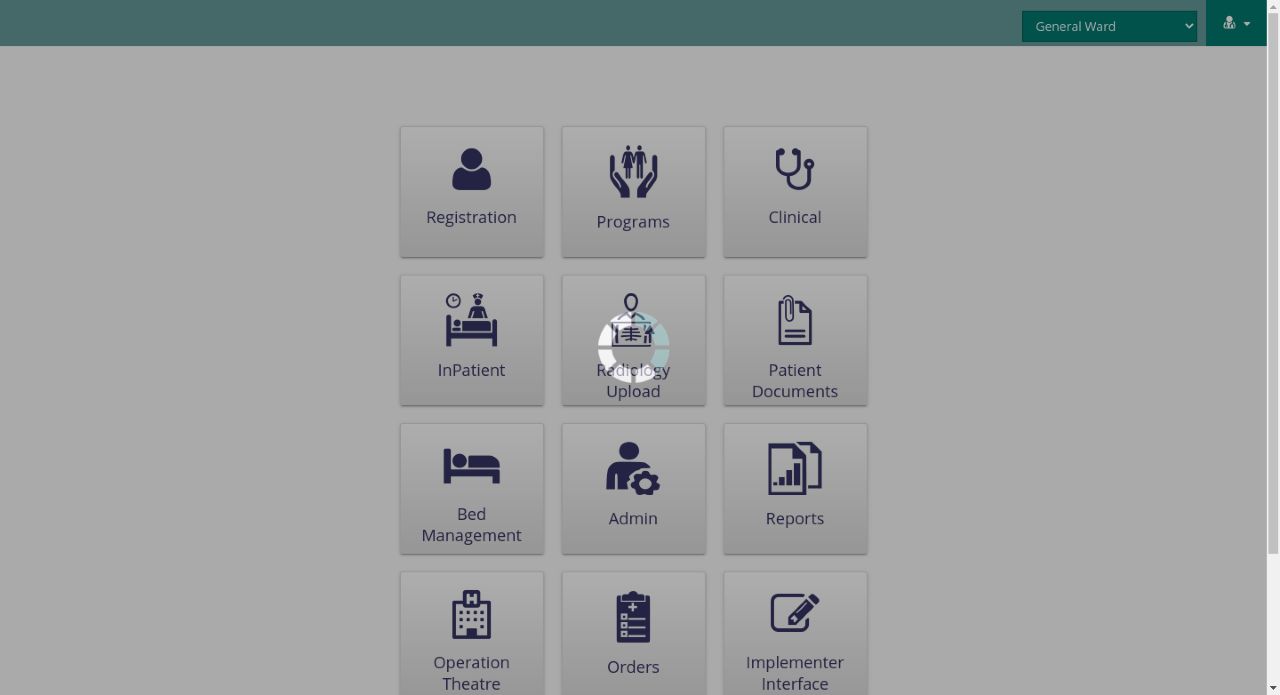 General Ward
Registration
Programs
Clinical
InPatient
Radiology
Upload
Patient
Documents
Bed
Management
Admin
Reports
Operation
Theatre
Orders
Implementer
Interface